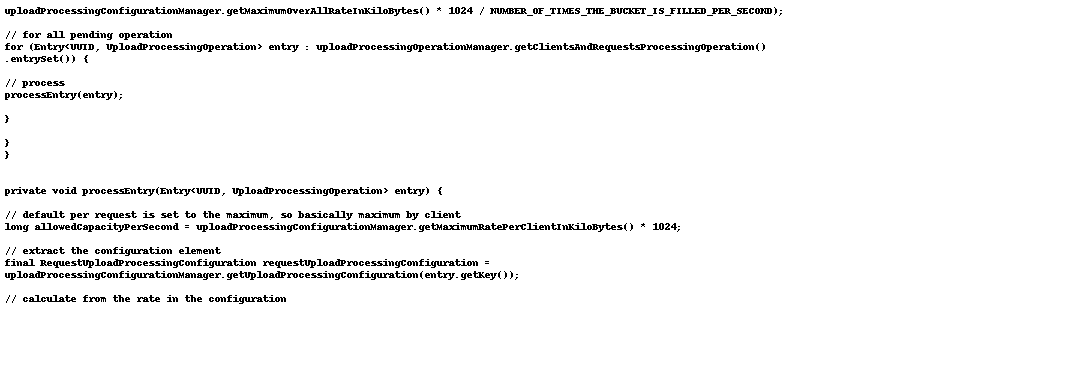 uploadProcessingConfigurationManager.getMaximumOverAllRateInKiloBytes() * 1024 / NUMBER_OF_TIMES_THE_BUCKET_IS_FILLED_PER_SECOND);
// for all pending operation
for (Entry<UUID, UploadProcessingOperation> entry : uploadProcessingOperationManager.getClientsAndRequestsProcessingOperation()
.entrySet()) {
// process
processEntry(entry);
}
}
}
private void processEntry(Entry<UUID, UploadProcessingOperation> entry) {
// default per request is set to the maximum, so basically maximum by client
long allowedCapacityPerSecond = uploadProcessingConfigurationManager.getMaximumRatePerClientInKiloBytes() * 1024;
// extract the configuration element
final RequestUploadProcessingConfiguration requestUploadProcessingConfiguration =
uploadProcessingConfigurationManager.getUploadProcessingConfiguration(entry.getKey());
// calculate from the rate in the configuration